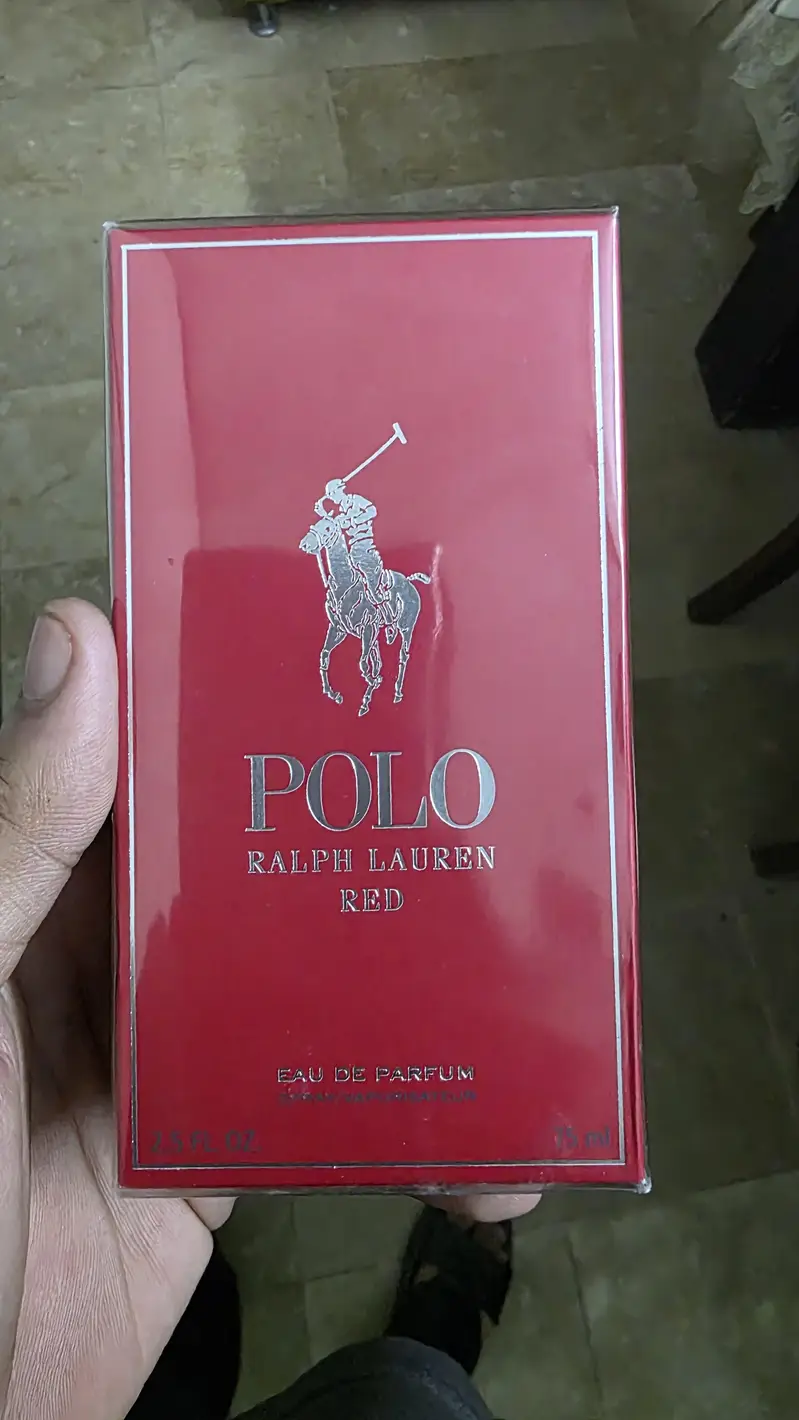 POLO
RALPH LAUREN
RED
EAU DE PARFUM
2.5 FL. OZ.
75 ml